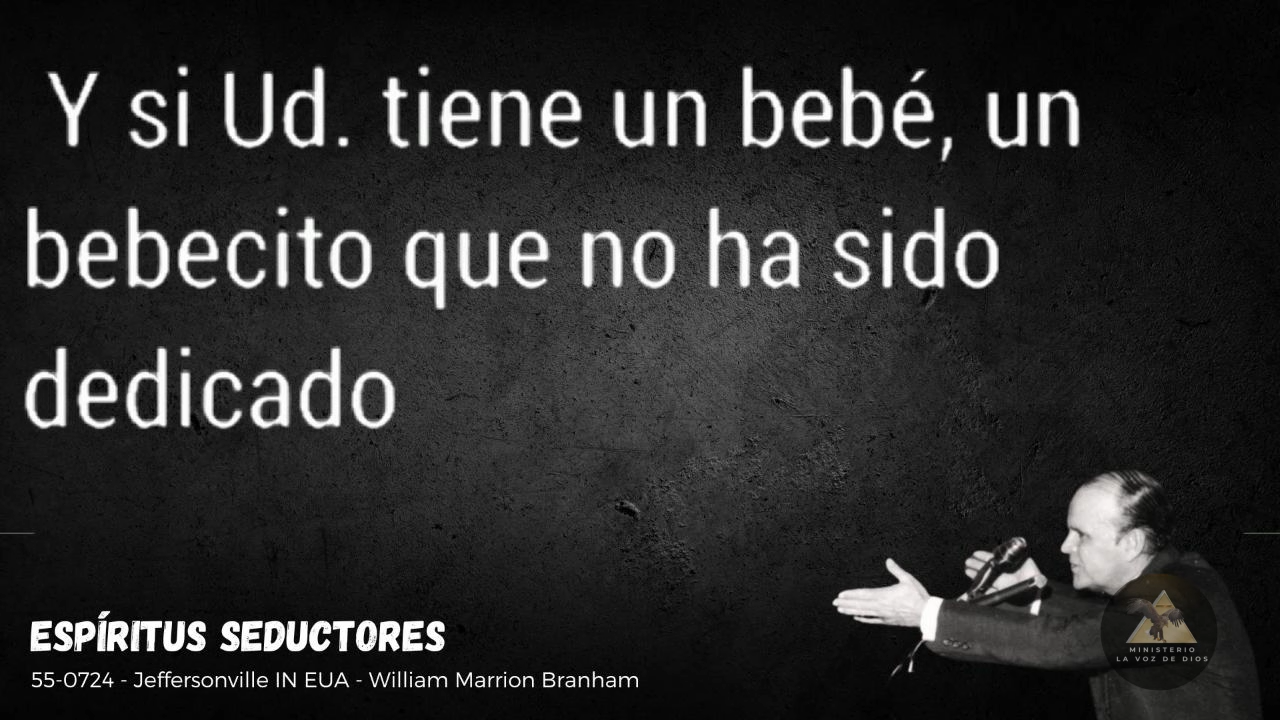 Y si Ud. tiene un bebé, un
bebecito que no ha sido
dedicado
ESPÍRITUS SEDUCTORES
55-0724 - Jeffersonville IN EUA - William Marrion Branham
MINISTERIO
LA VOZ DE DIOS